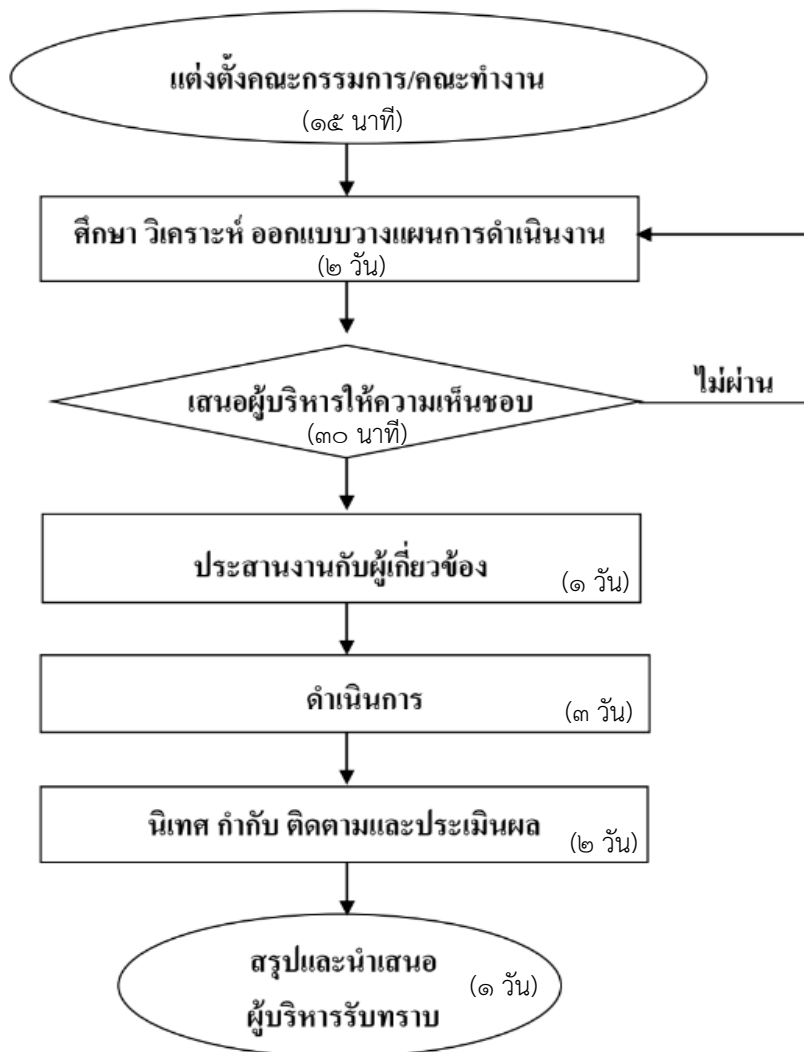 แต่งตั้งคณะกรรมการ/คณะทำงาน
(๑๕ นาที)
ศึกษา วิเคราะห์ ออกแบบวางแผนการดำเนินงาน
(๒ วัน)
ไม่ผ่าน
เสนอผู้บริหารให้ความเห็นชอบ
(๓๐ นาที)
ประสานงานกับผู้เกี่ยวข้อง
(๑ วัน)
ดำเนินการ
(๓ วัน)
นิเทศ กำกับ ติดตามและประเมินผล
(๒ วัน)
สรุปและนำเสนอ
(๑ วัน)
ผู้บริหารรับทราบ